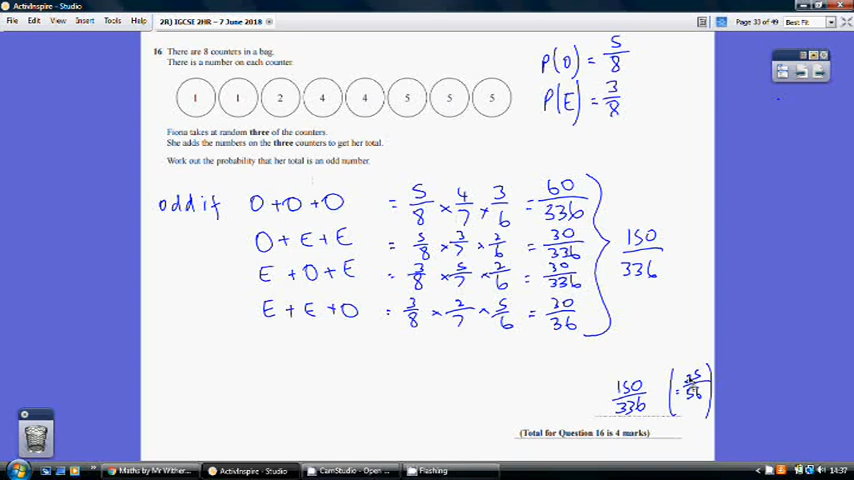 ActivInspire - Studio
File Edit View Insert Tools Help
2R) IGCSE 2HR – 7 June 2018
Page 33 of 49
Best Fit
16 There are 8 counters in a bag.
There is a number on each counter.
1 1 2 4 4 5 5 5
Fiona takes at random three of the counters.
She adds the numbers on the three counters to get her total.
Work out the probability that her total is an odd number.
P(O) = 5/8
P(E) = 3/8
odd if O + O + O = 5/8 × 4/7 × 3/6 = 60/336
O + E + E = 5/8 × 3/7 × 2/6 = 30/336
E + O + E = 3/8 × 5/7 × 2/6 = 30/336
E + E + O = 3/8 × 2/7 × 5/6 = 30/36
150/336
150/336 (= 25/56)
(Total for Question 16 is 4 marks)
Maths by Mr Wither...
ActivInspire - Studio
CamStudio - Open ...
Flashing
14:37